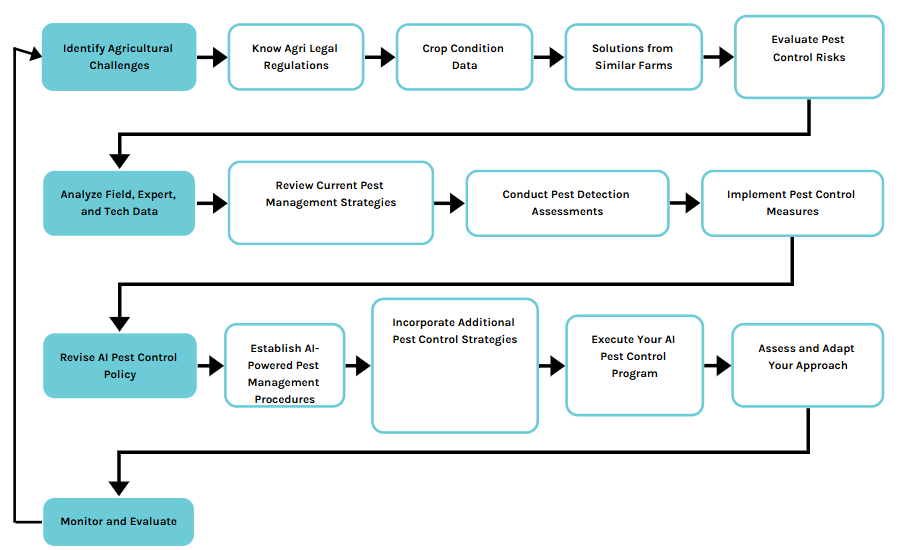 Identify Agricultural
Challenges
Know Agri Legal
Regulations
Crop Condition
Data
Solutions from
Similar Farms
Evaluate Pest
Control Risks
Analyze Field, Expert,
and Tech Data
Review Current Pest
Management Strategies
Conduct Pest Detection
Assessments
Implement Pest Control
Measures
Revise AI Pest Control
Policy
Establish AI-
Powered Pest
Management
Procedures
Incorporate Additional
Pest Control Strategies
Execute Your AI
Pest Control
Program
Assess and Adapt
Your Approach
Monitor and Evaluate